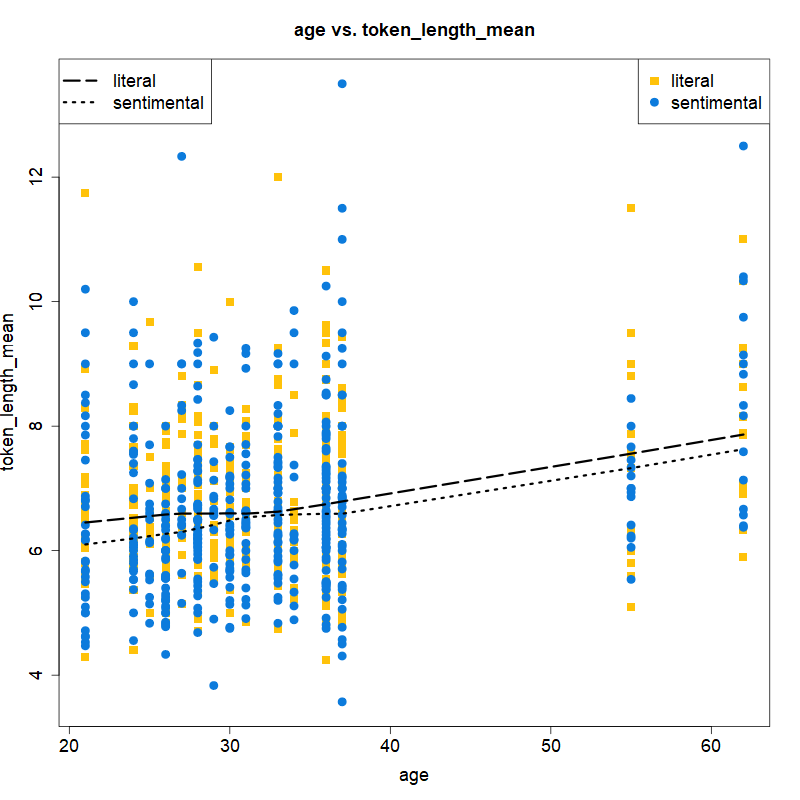 age vs. token_length_mean
literal
sentimental
literal
sentimental
token_length_mean
12
10
8
6
4
20
30
40
50
60
age